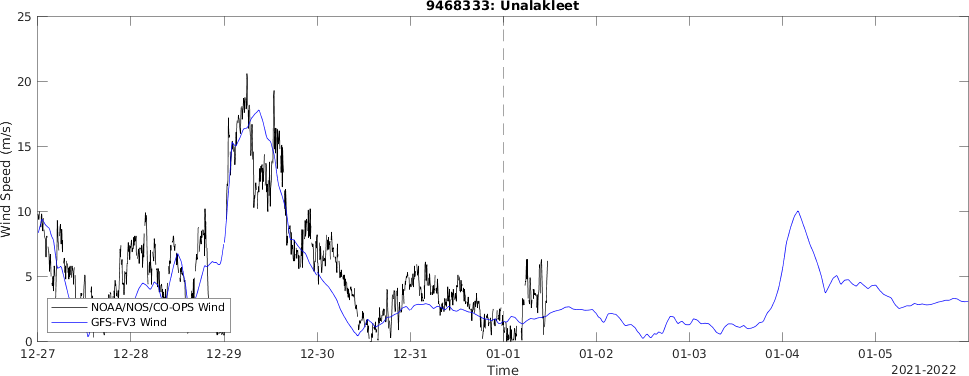 9468333: Unalakleet
25
20
15
10
5
0
Wind Speed (m/s)
NOAA/NOS/CO-OPS Wind
GFS-FV3 Wind
12-27 12-28 12-29 12-30 12-31 01-01 01-02 01-03 01-04 01-05
Time
2021-2022